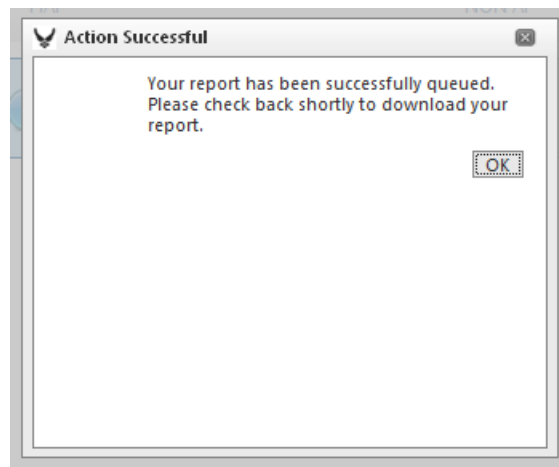 Action Successful
Your report has been successfully queued.
Please check back shortly to download your
report.
OK